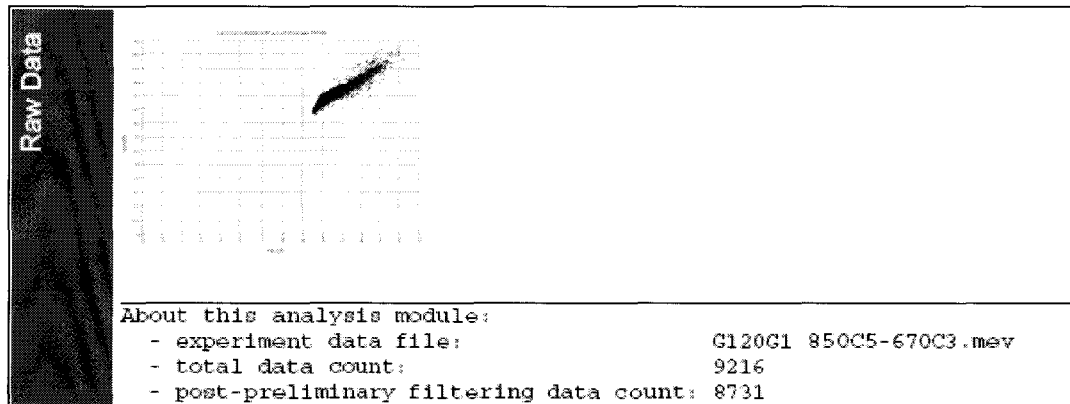 Raw Data
About this analysis module:
- experiment data file: G120G1 850C5-670C3.mev
- total data count: 9216
- post-preliminary filtering data count: 8731